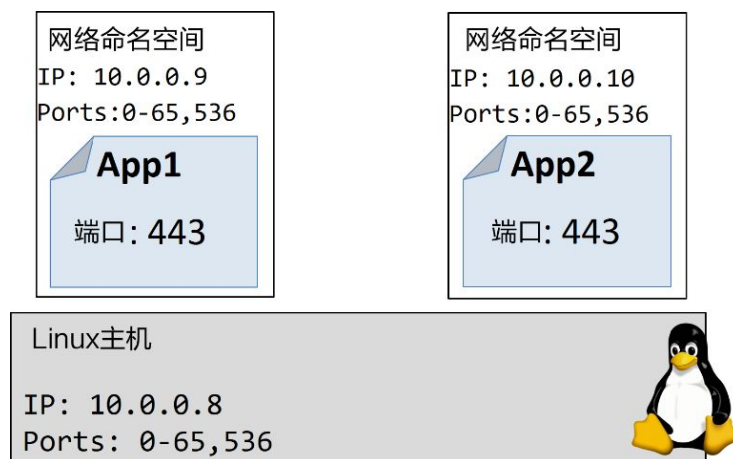 网络命名空间
IP: 10.0.0.9
Ports:0-65,536
App1
端口: 443
网络命名空间
IP: 10.0.0.10
Ports:0-65,536
App2
端口: 443
Linux主机
IP: 10.0.0.8
Ports: 0-65,536